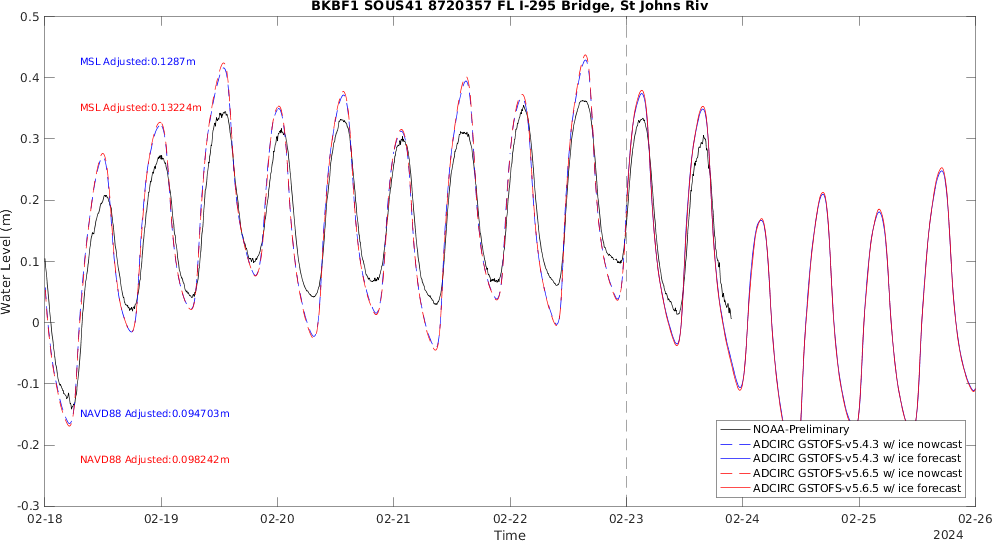 BKBF1 SOUS41 8720357 FL I-295 Bridge, St Johns Riv
0.5
0.4
0.3
0.2
0.1
0
-0.1
-0.2
-0.3
Water Level (m)
MSL Adjusted:0.1287m
MSL Adjusted:0.13224m
NAVD88 Adjusted:0.094703m
NAVD88 Adjusted:0.098242m
NOAA-Preliminary
ADCIRC GSTOFS-v5.4.3 w/ ice nowcast
ADCIRC GSTOFS-v5.4.3 w/ ice forecast
ADCIRC GSTOFS-v5.6.5 w/ ice nowcast
ADCIRC GSTOFS-v5.6.5 w/ ice forecast
02-18 02-19 02-20 02-21 02-22 02-23 02-24 02-25 02-26
Time
2024